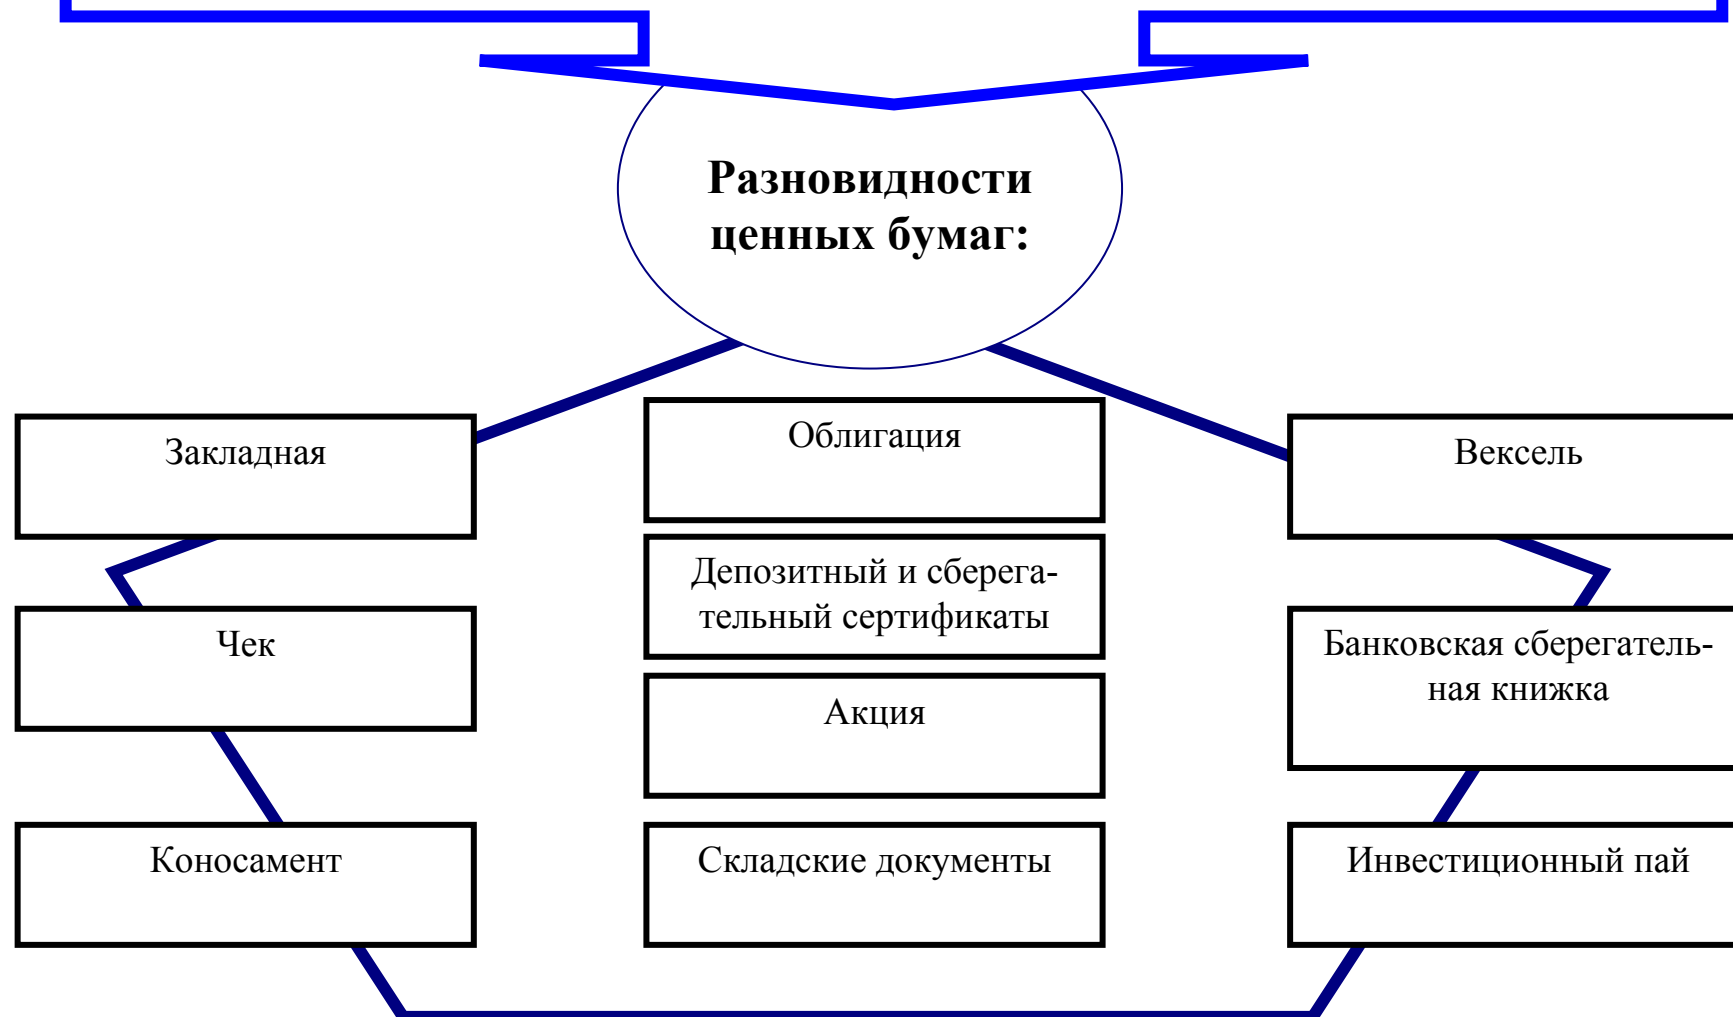 Разновидности
ценных бумаг:
Закладная
Облигация
Вексель
Депозитный и сберега-
тельный сертификаты
Чек
Банковская сберегатель-
ная книжка
Акция
Коносамент
Складские документы
Инвестиционный пай